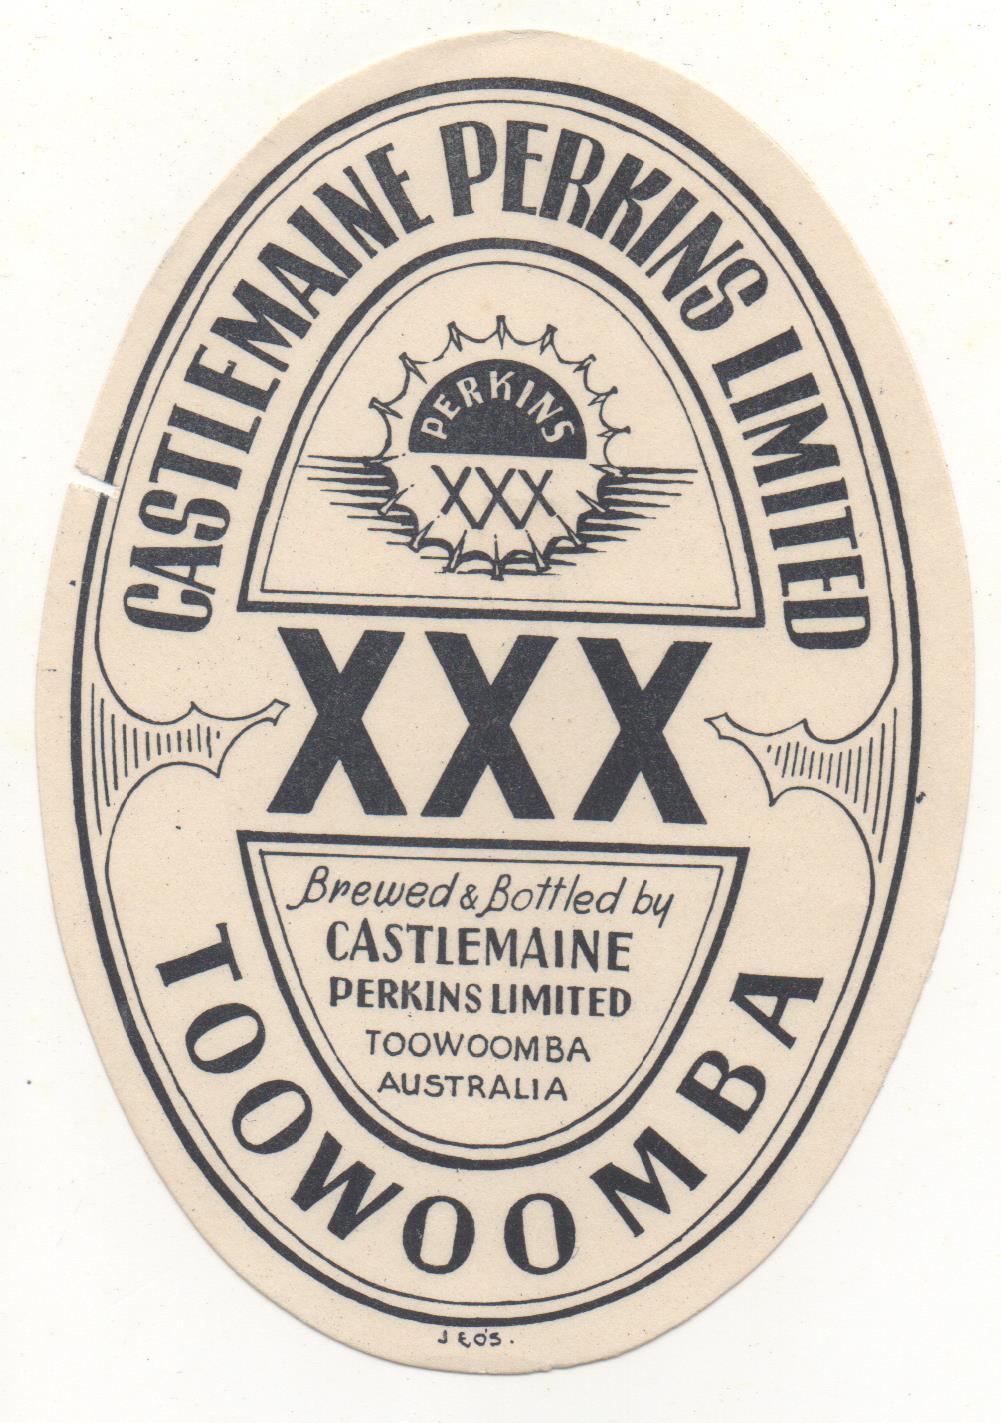 CASTLEMAINE PERKINS LIMITED
PERKINS
XXX
XXX
Brewed & Bottled by
CASTLEMAINE
PERKINS LIMITED
TOOWOOMBA
AUSTRALIA
TOOWOOMBA
J & O'S.